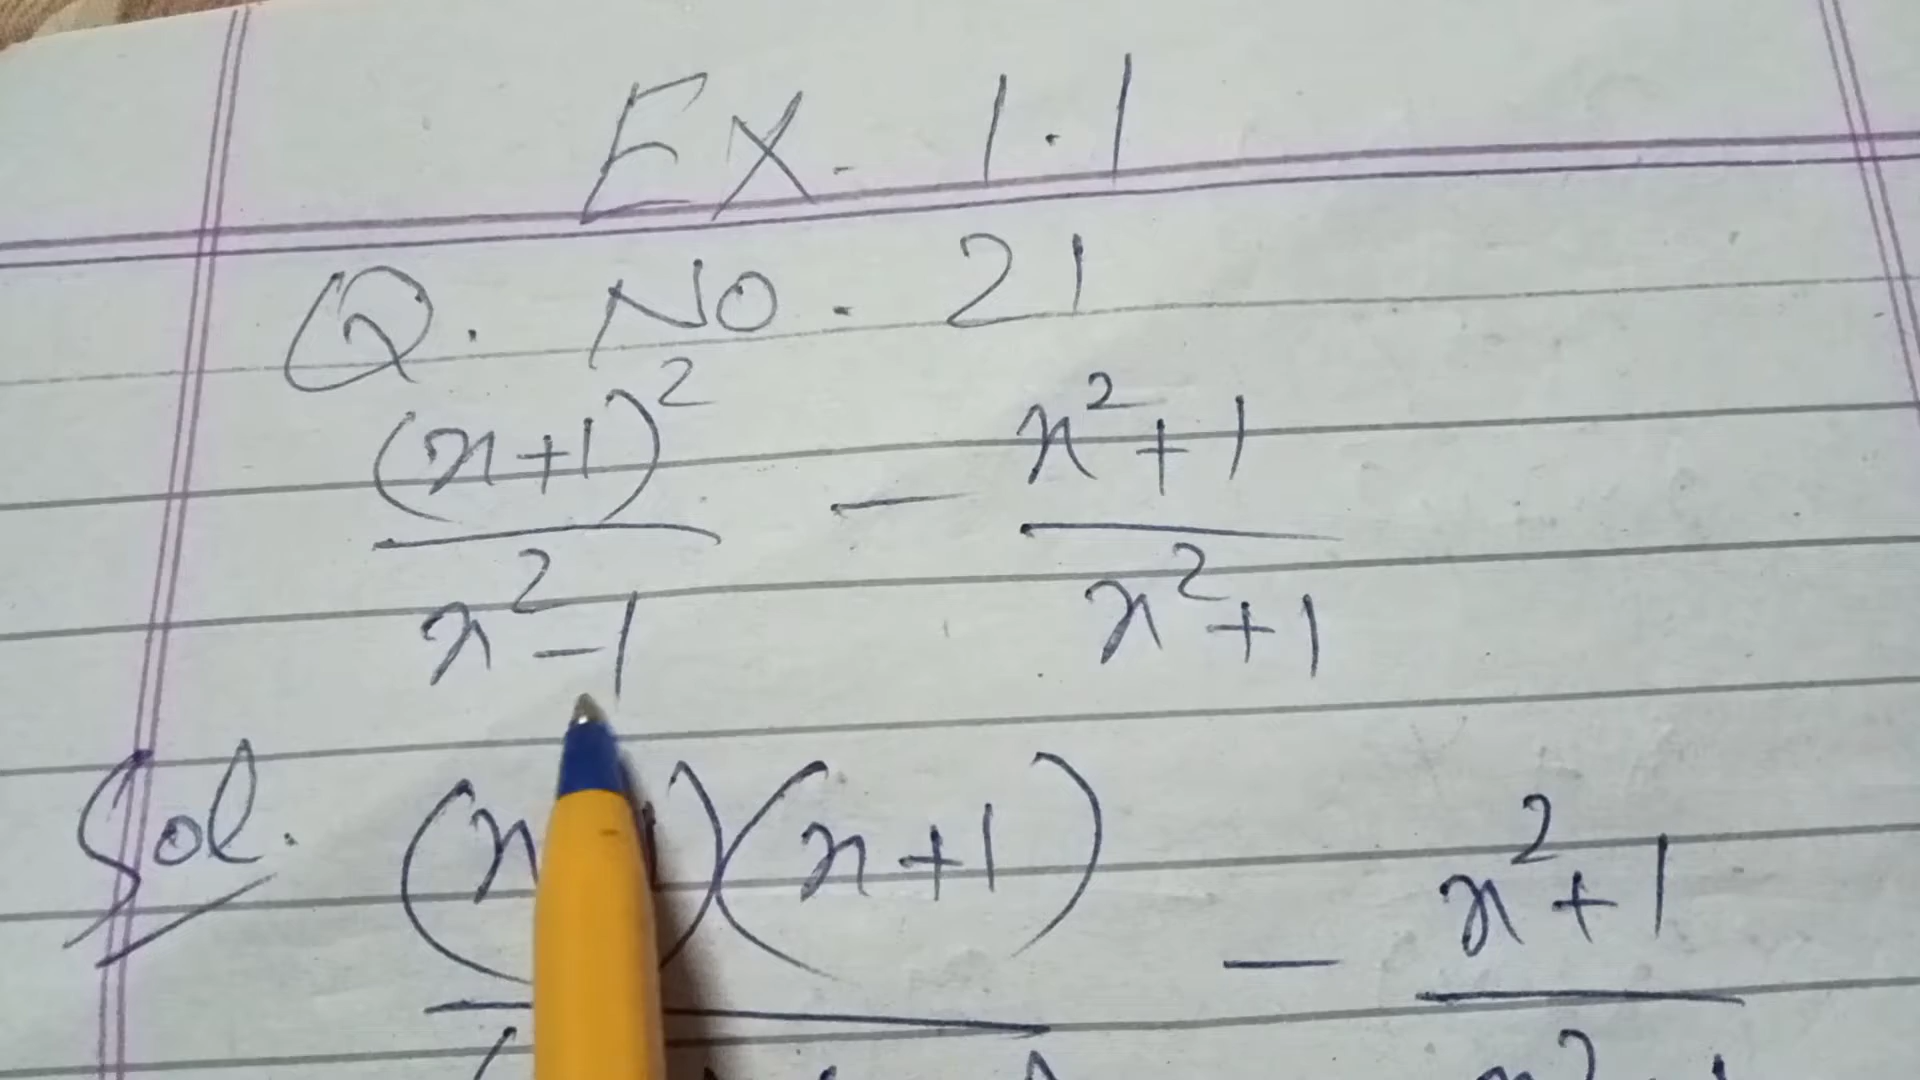 Ex. 1.1
Q. No. 21
(x+1)² / x²-1 - x²+1 / x²+1
Sol. (x )(x+1) - x²+1